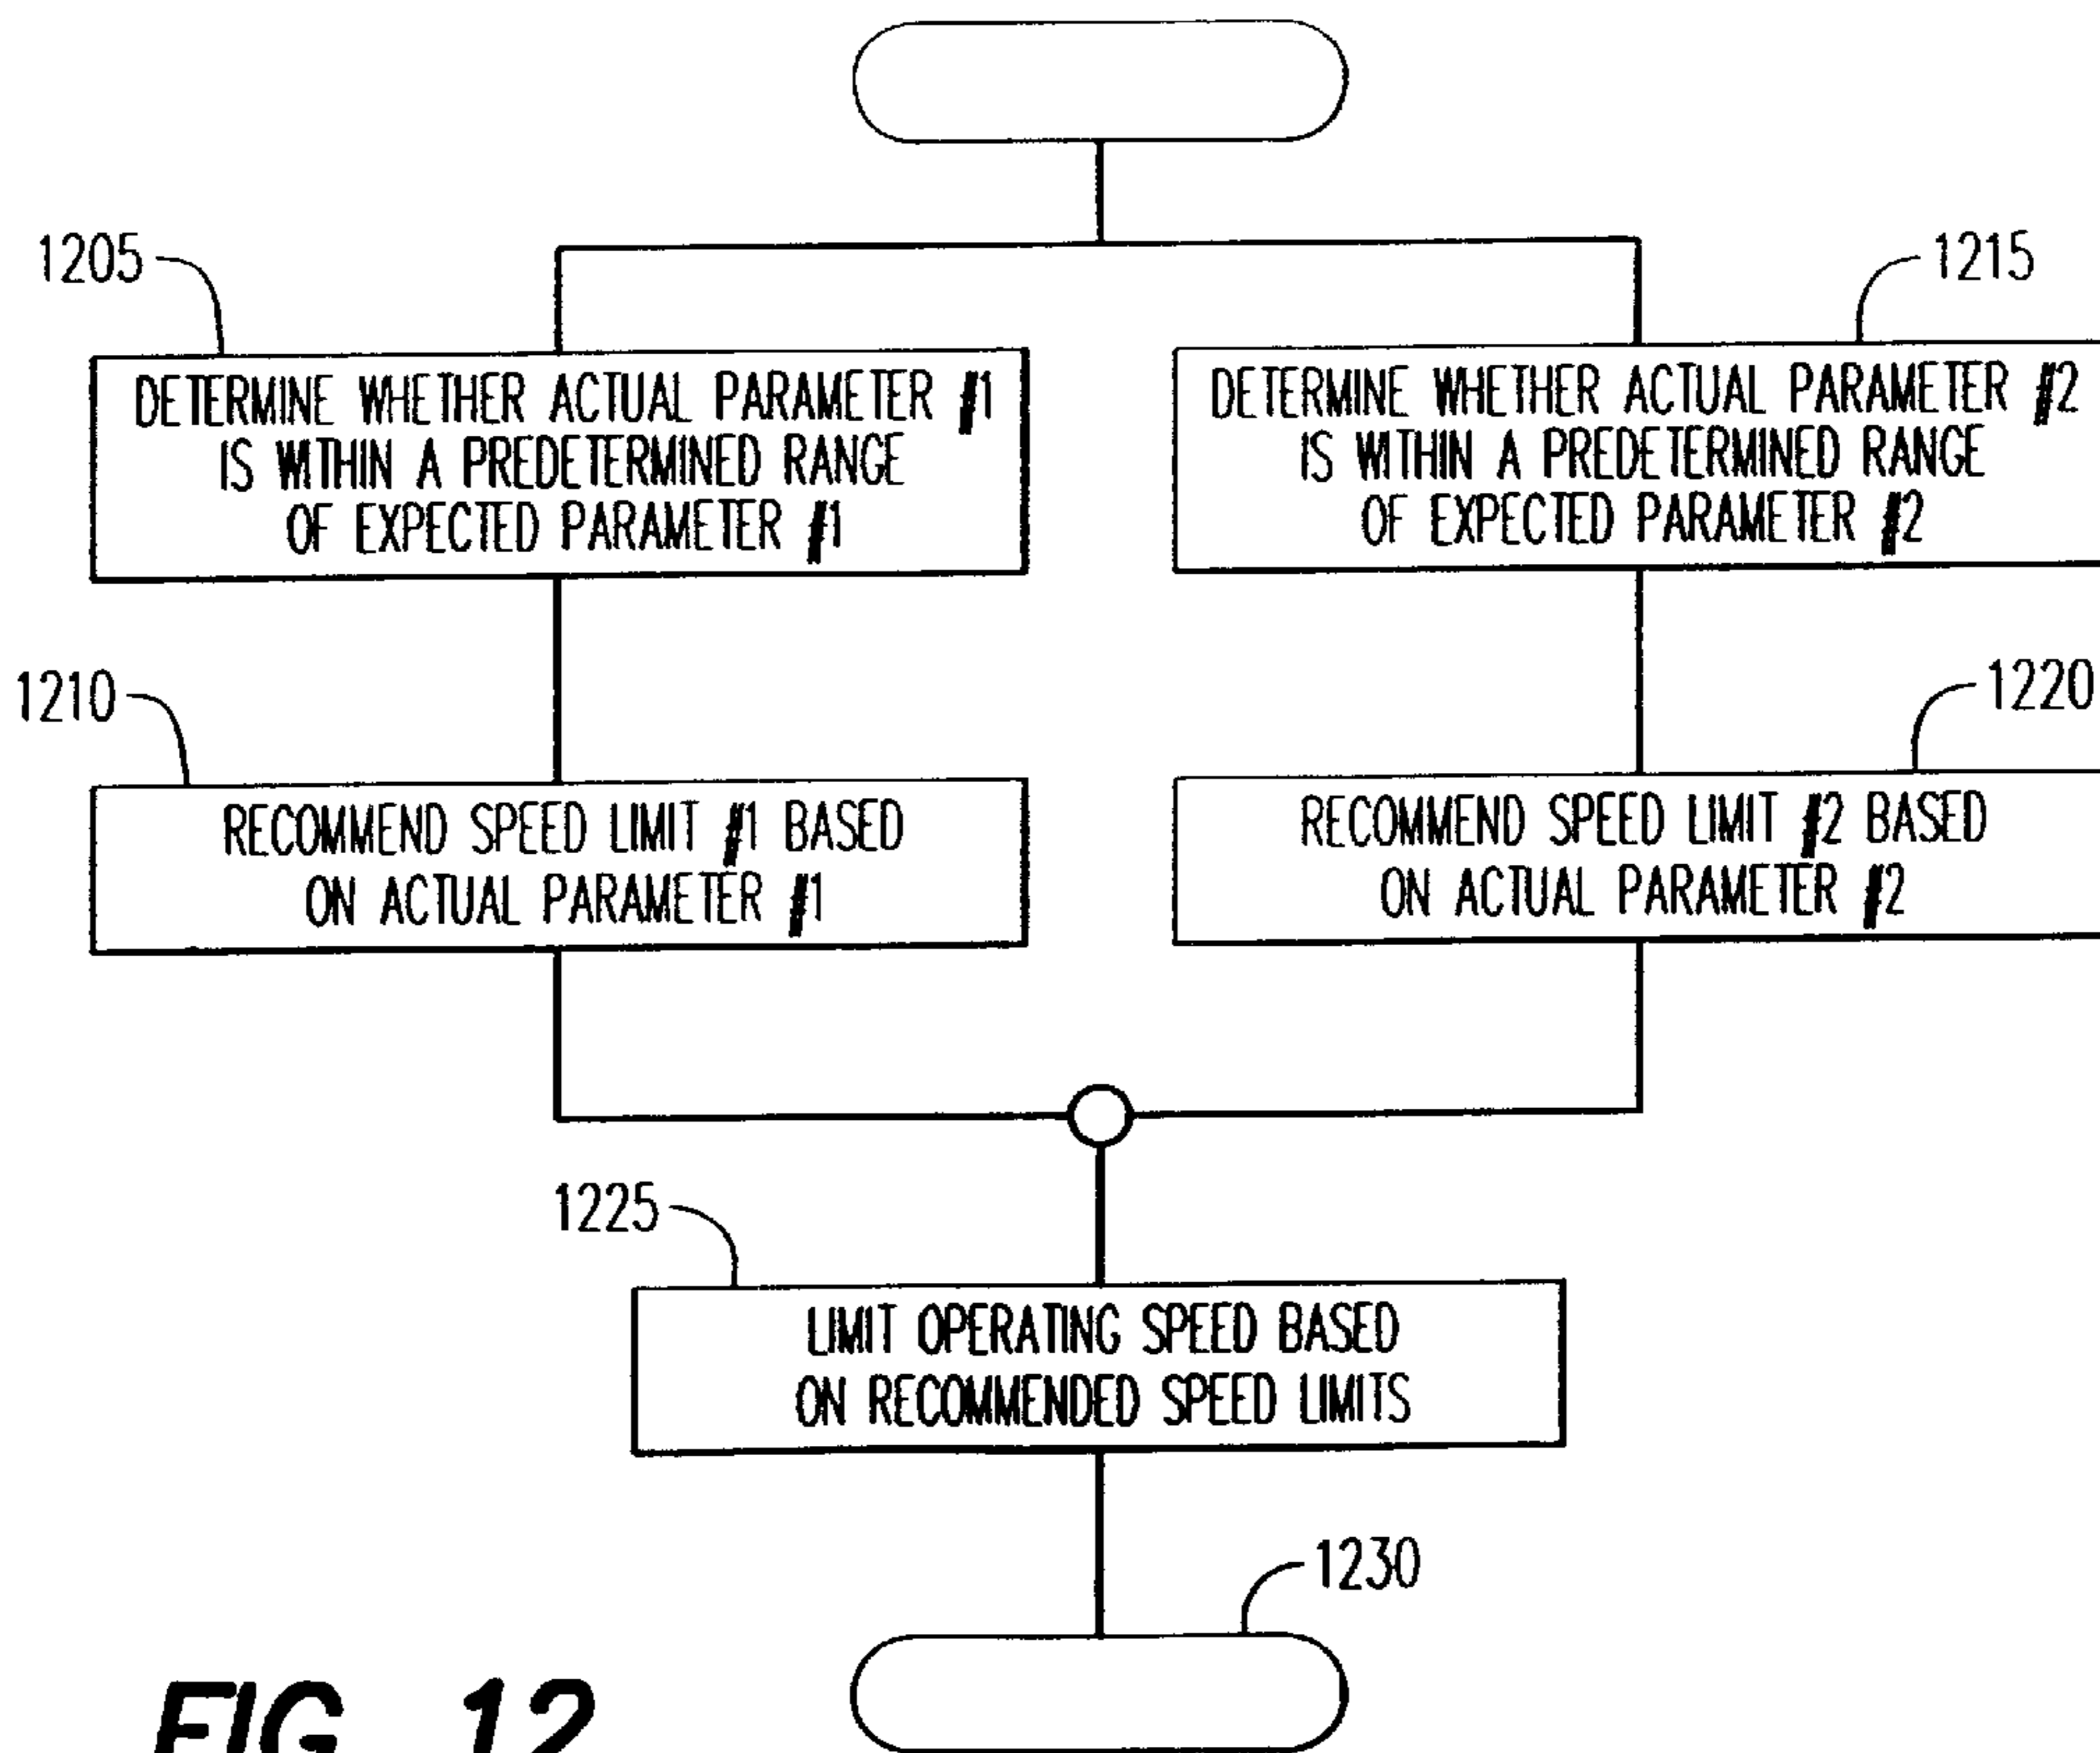 1205
1215
DETERMINE WHETHER ACTUAL PARAMETER #1
IS WITHIN A PREDETERMINED RANGE
OF EXPECTED PARAMETER #1
DETERMINE WHETHER ACTUAL PARAMETER #2
IS WITHIN A PREDETERMINED RANGE
OF EXPECTED PARAMETER #2
1210
1220
RECOMMEND SPEED LIMIT #1 BASED
ON ACTUAL PARAMETER #1
RECOMMEND SPEED LIMIT #2 BASED
ON ACTUAL PARAMETER #2
1225
LIMIT OPERATING SPEED BASED
ON RECOMMENDED SPEED LIMITS
1230
FIG 12